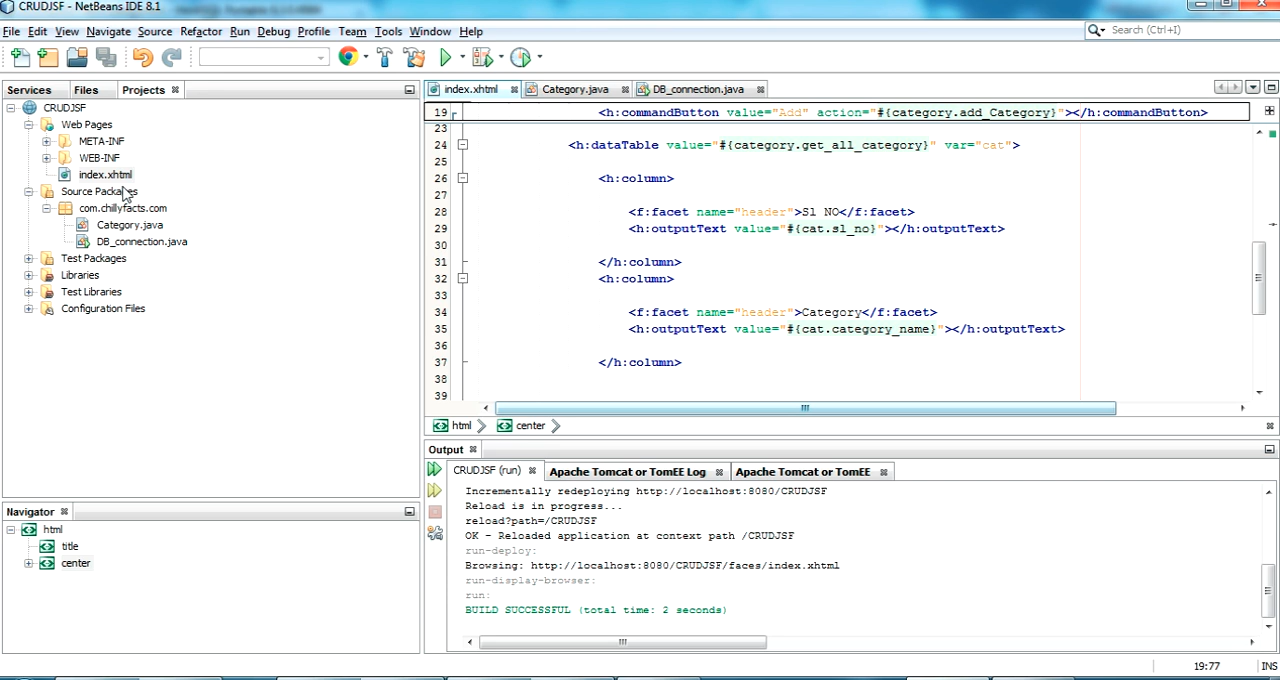 CRUDJSF - NetBeans IDE 8.1
File Edit View Navigate Source Refactor Run Debug Profile Team Tools Window Help
Search (Ctrl+I)
Services Files Projects
index.xhtml Category.java DB_connection.java
CRUDJSF
Web Pages
META-INF
WEB-INF
index.xhtml
Source Packages
com.chillyfacts.com
Category.java
DB_connection.java
Test Packages
Libraries
Test Libraries
Configuration Files
19 <h:commandButton value="Add" action="#{category.add_Category}"></h:commandButton>
23
24 <h:dataTable value="#{category.get_all_category}" var="cat">
25
26 <h:column>
27
28 <f:facet name="header">Sl NO</f:facet>
29 <h:outputText value="#{cat.sl_no}"></h:outputText>
30
31 </h:column>
32 <h:column>
33
34 <f:facet name="header">Category</f:facet>
35 <h:outputText value="#{cat.category_name}"></h:outputText>
36
37 </h:column>
38
39
html center
Output
CRUDJSF (run) Apache Tomcat or TomEE Log Apache Tomcat or TomEE
Incrementally redeploying http://localhost:8080/CRUDJSF
Reload is in progress...
reload?path=/CRUDJSF
OK - Reloaded application at context path /CRUDJSF
run-deploy:
Browsing: http://localhost:8080/CRUDJSF/faces/index.xhtml
run-display-browser:
run:
BUILD SUCCESSFUL (total time: 2 seconds)
Navigator
html
title
center
19:77 INS